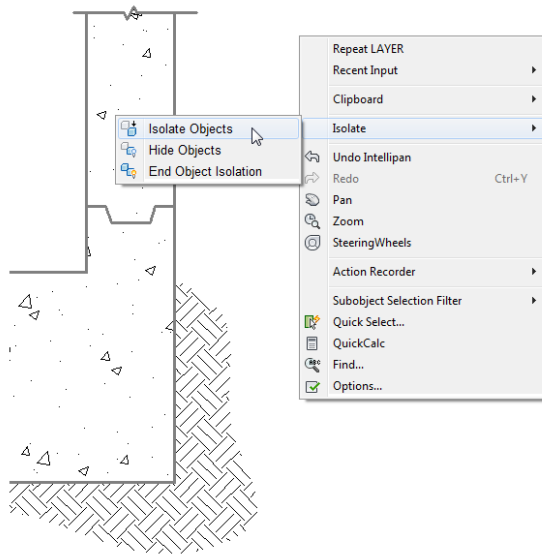 Repeat LAYER
Recent Input
Clipboard
Isolate
Isolate Objects
Hide Objects
End Object Isolation
Undo Intellipan
Redo Ctrl+Y
Pan
Zoom
SteeringWheels
Action Recorder
Subobject Selection Filter
Quick Select...
QuickCalc
Find...
Options...